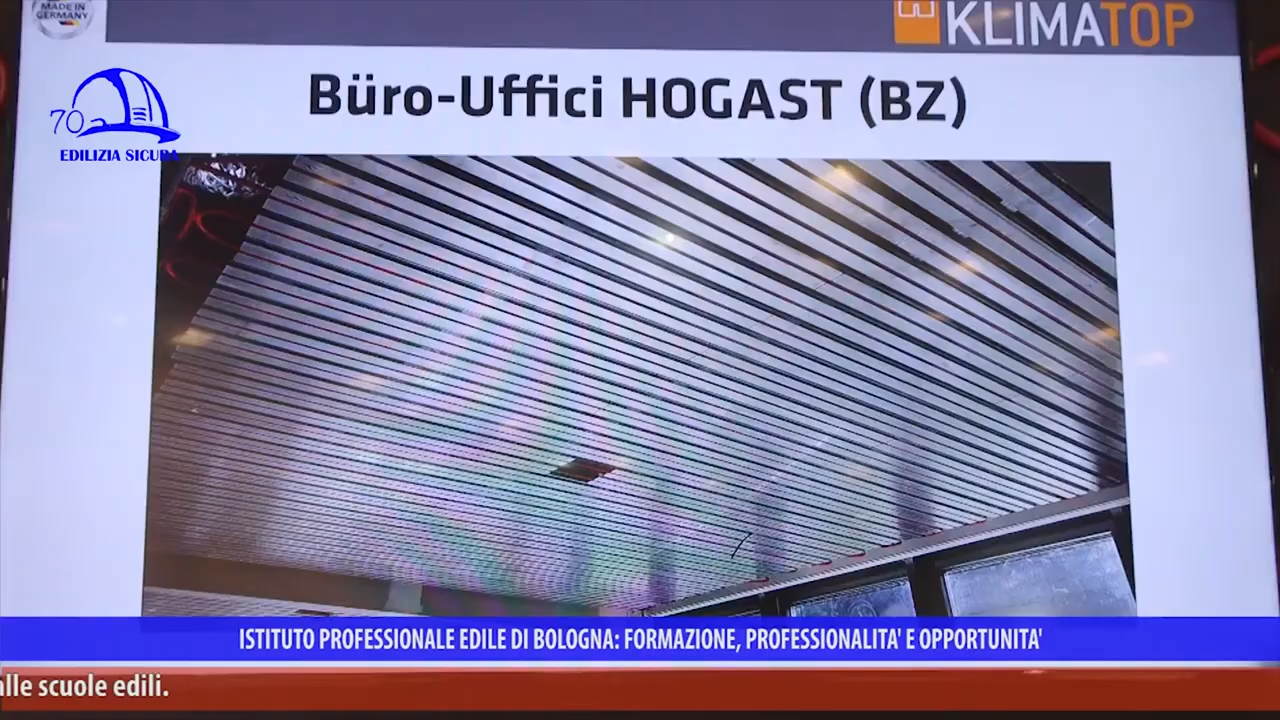 MADE IN
GERMANY
KLIMATOP
Büro-Uffici HOGAST (BZ)
70
EDILIZIA SICURA
ISTITUTO PROFESSIONALE EDILE DI BOLOGNA: FORMAZIONE, PROFESSIONALITA' E OPPORTUNITA'
alle scuole edili.